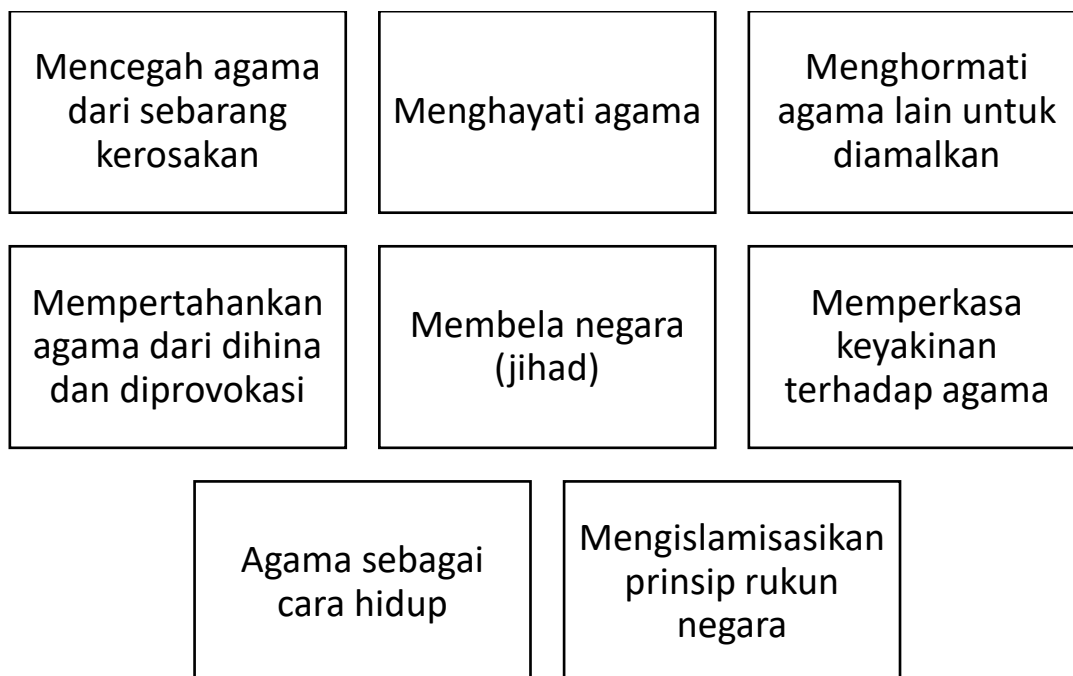 Mencegah agama
dari sebarang
kerosakan
Menghayati agama
Menghormati
agama lain untuk
diamalkan
Mempertahankan
agama dari dihina
dan diprovokasi
Membela negara
(jihad)
Memperkasa
keyakinan
terhadap agama
Agama sebagai
cara hidup
Mengislamisasikan
prinsip rukun
negara